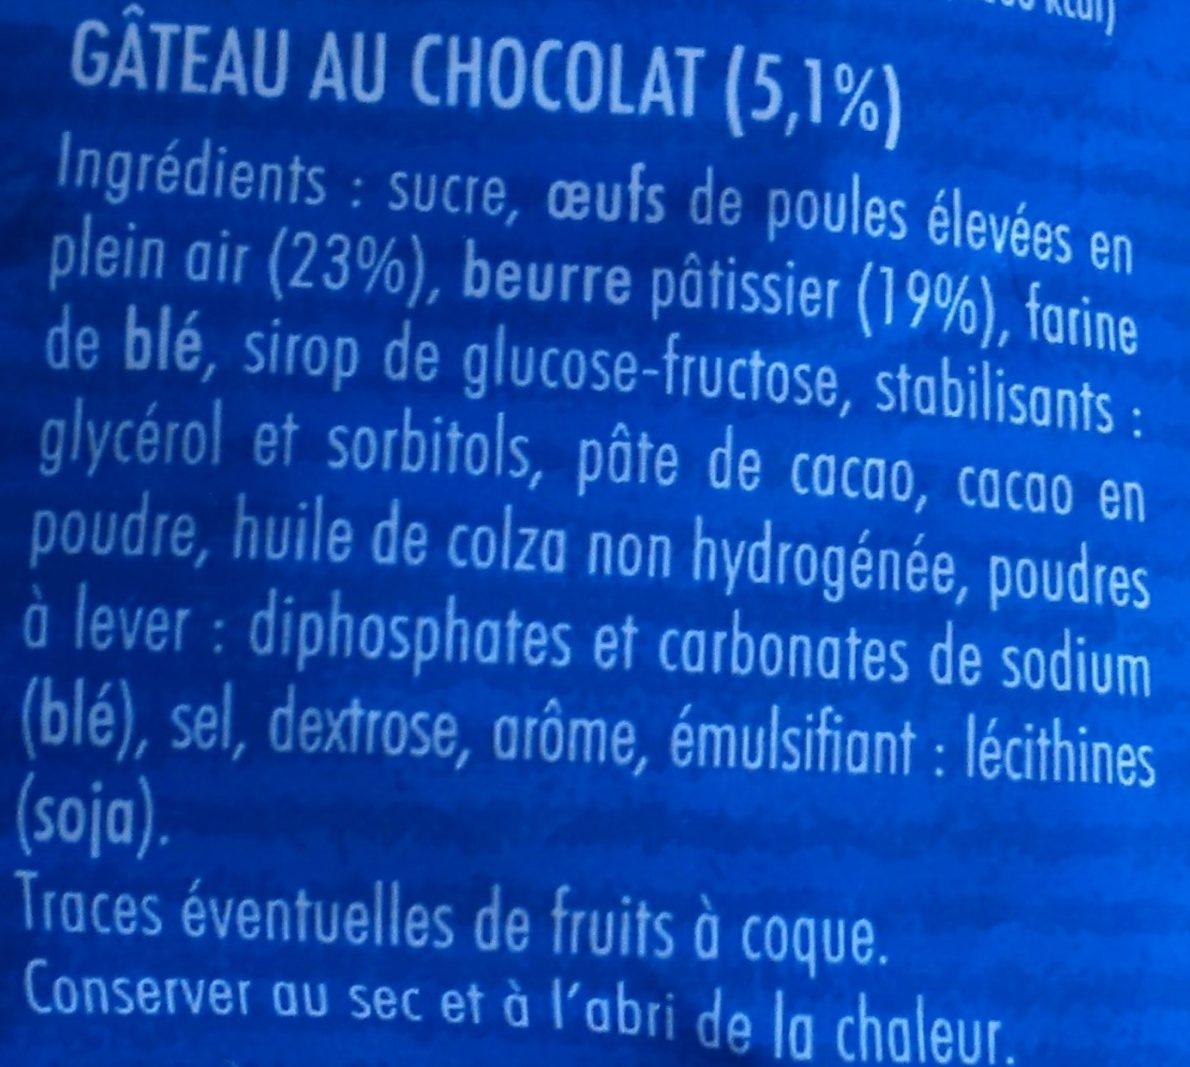 kcal)
GÂTEAU AU CHOCOLAT (5,1%)
Ingrédients : sucre, œufs de poules élevées en
plein air (23%), beurre pâtissier (19%), farine
de blé, sirop de glucose-fructose, stabilisants :
glycérol et sorbitols, pâte de cacao, cacao en
poudre, huile de colza non hydrogénée, poudres
à lever : diphosphates et carbonates de sodium
(blé), sel, dextrose, arôme, émulsifiant : lécithines
(soja).
Traces éventuelles de fruits à coque.
Conserver au sec et à l'abri de la chaleur.